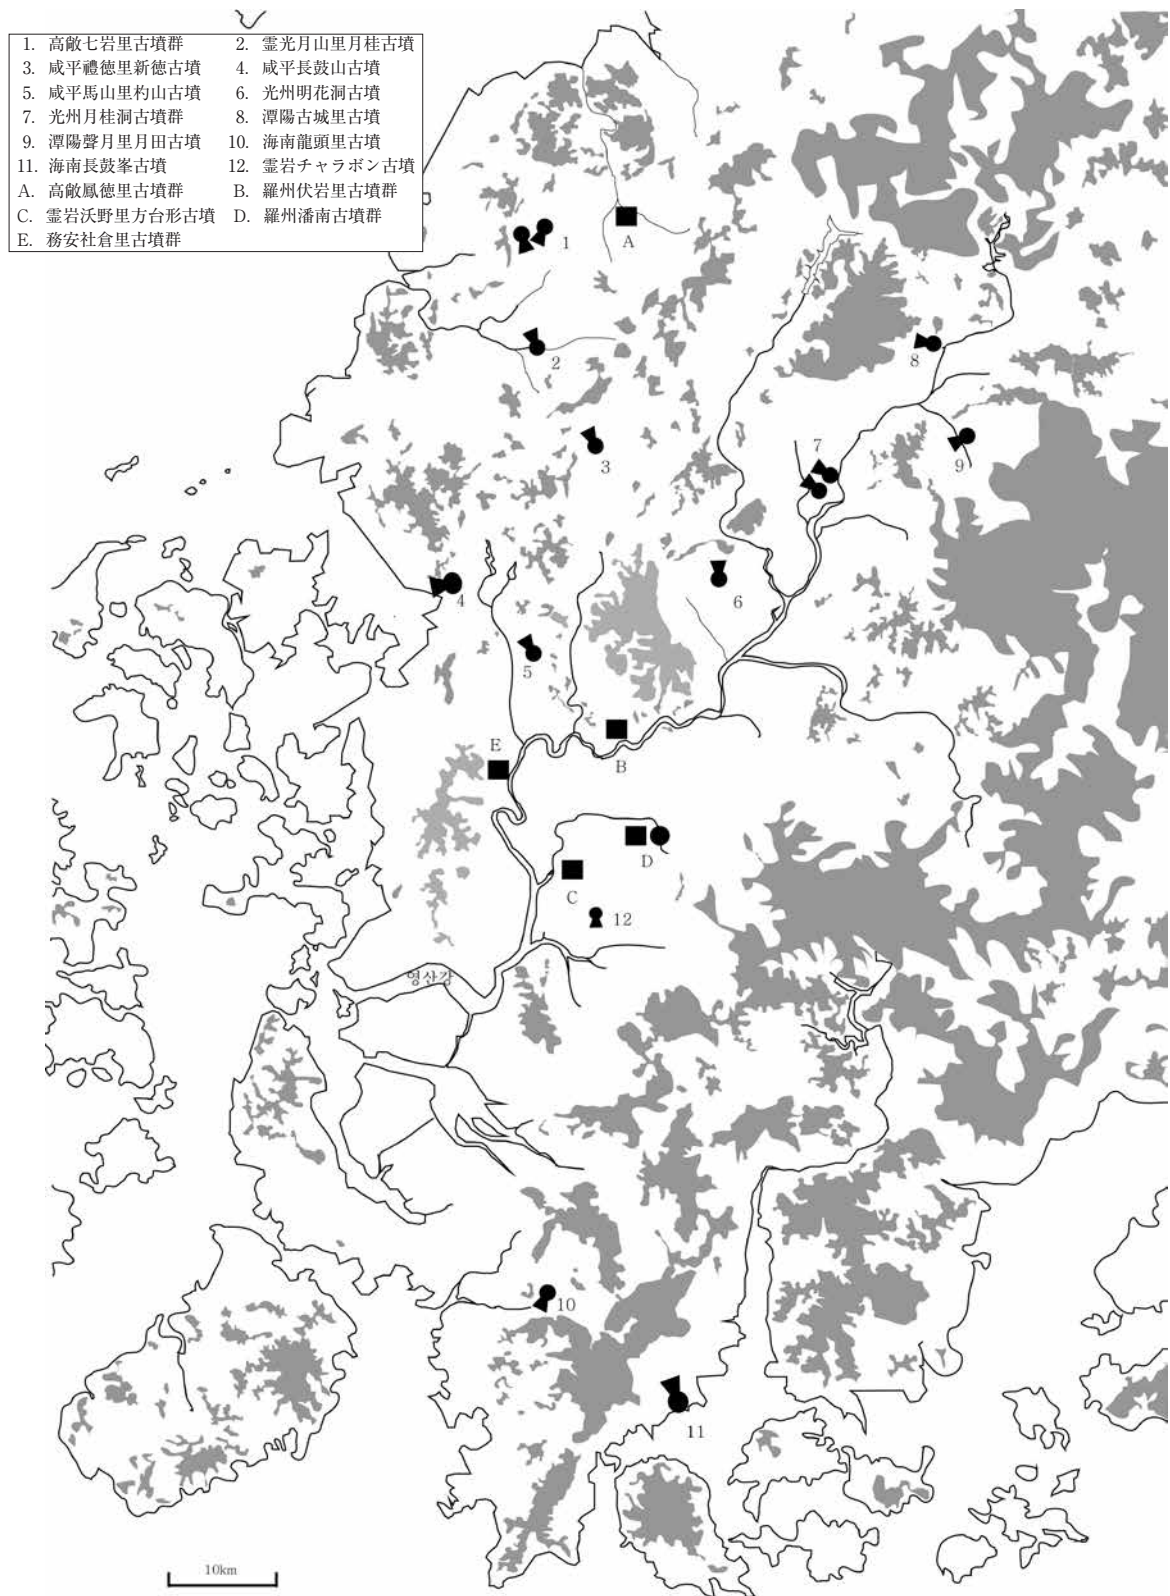 1. 高敞七岩里古墳群 2. 霊光月山里月桂古墳
3. 咸平禮徳里新徳古墳 4. 咸平長鼓山古墳
5. 咸平馬山里杓山古墳 6. 光州明花洞古墳
7. 光州月桂洞古墳群 8. 潭陽古城里古墳
9. 潭陽聲月里月田古墳 10. 海南龍頭里古墳
11. 海南長鼓峯古墳 12. 霊岩チャラボン古墳
A. 高敞鳳徳里古墳群 B. 羅州伏岩里古墳群
C. 霊岩沃野里方台形古墳 D. 羅州潘南古墳群
E. 務安社倉里古墳群
1
A
2
8
3
7
9
4
6
5
E
B
D
C
12
영산강
10
11
10km